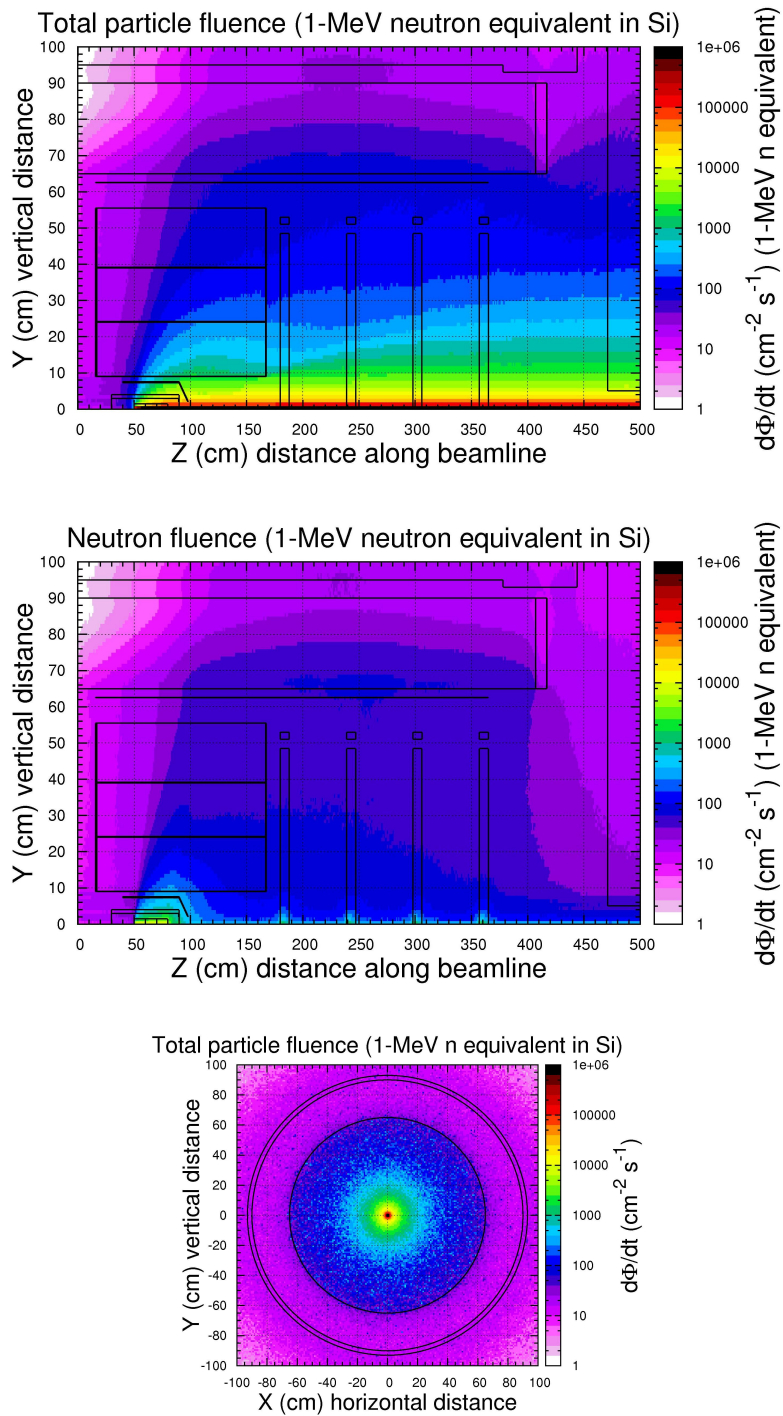 Total particle fluence (1-MeV neutron equivalent in Si)
100
90
80
70
60
50
40
30
20
10
0
Y (cm) vertical distance
0 50 100 150 200 250 300 350 400 450 500
Z (cm) distance along beamline
1e+06
100000
10000
1000
100
10
1
dΦ/dt (cm⁻² s⁻¹) (1-MeV n equivalent)
Neutron fluence (1-MeV neutron equivalent in Si)
100
90
80
70
60
50
40
30
20
10
0
Y (cm) vertical distance
0 50 100 150 200 250 300 350 400 450 500
Z (cm) distance along beamline
1e+06
100000
10000
1000
100
10
1
dΦ/dt (cm⁻² s⁻¹) (1-MeV n equivalent)
Total particle fluence (1-MeV n equivalent in Si)
100
80
60
40
20
0
-20
-40
-60
-80
-100
Y (cm) vertical distance
-100 -80 -60 -40 -20 0 20 40 60 80 100
X (cm) horizontal distance
1e+06
100000
10000
1000
100
10
1
dΦ/dt (cm⁻² s⁻¹)